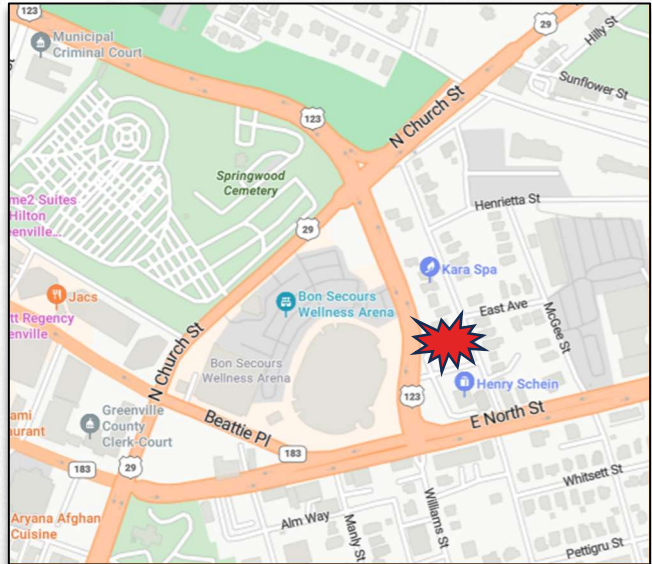 123
29
Municipal
Criminal Court
Hilly St
Sunflower St
123
N Church St
Springwood
Cemetery
me2 Suites
Hilton
enville...
29
Henrietta St
Kara Spa
Jacs
Bon Secours
Wellness Arena
East Ave
McGee St
tt Regency
enville
N Church St
Bon Secours
Wellness Arena
Henry Schein
123
E North St
ami
aurant
Greenville
County
Clerk-Court
Beattie Pl
183
183
29
Whitsett St
Aryana Afghan
Cuisine
Alm Way
Manly St
Williams St
Pettigru St